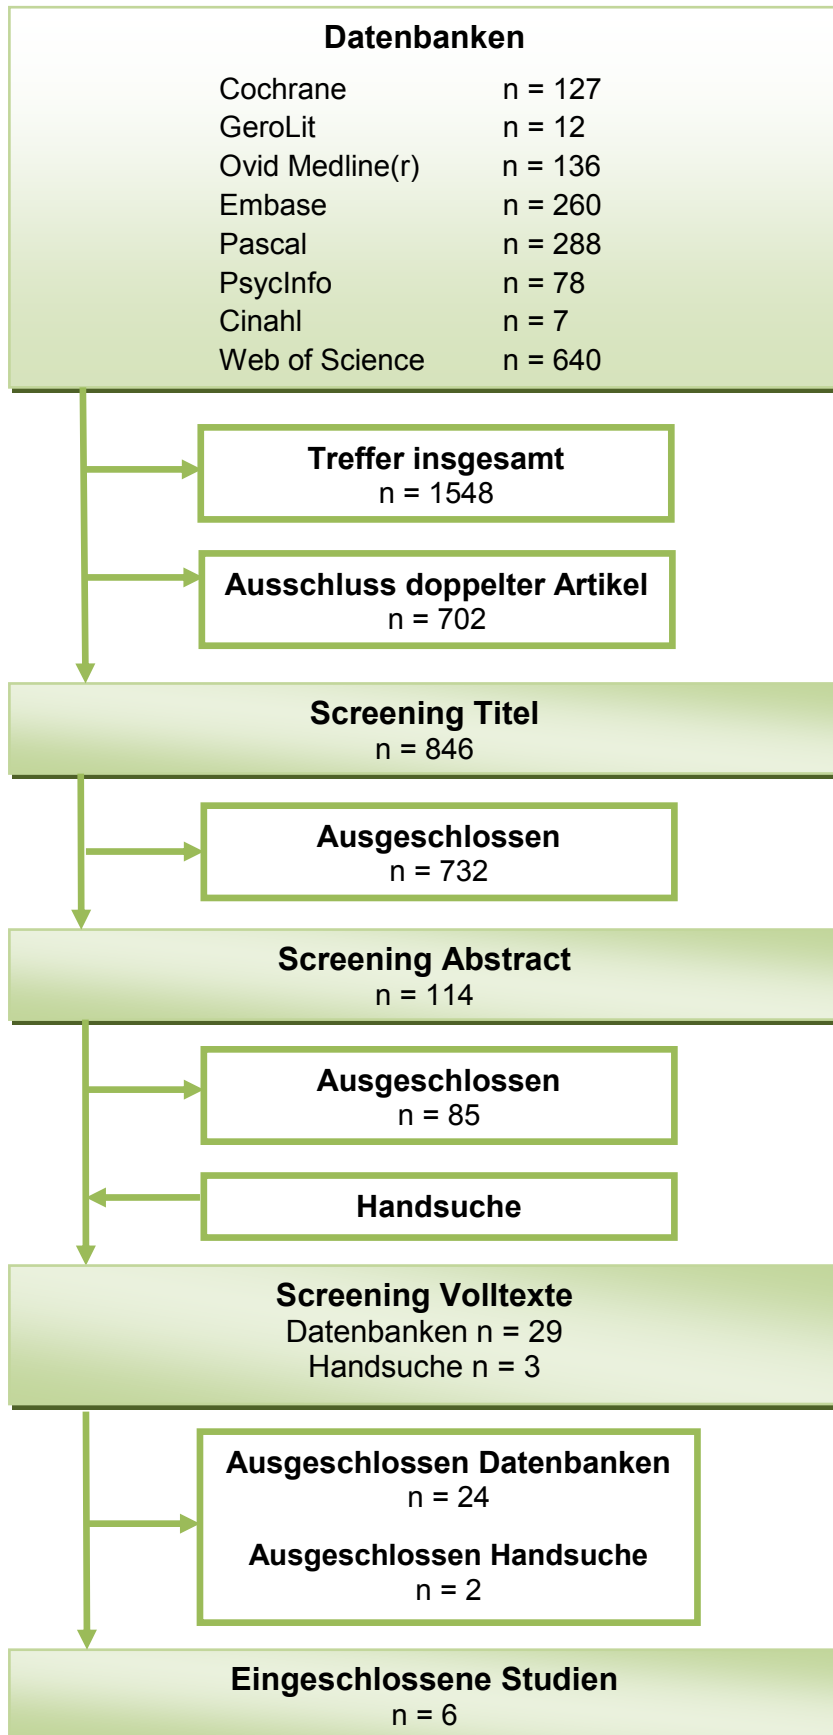 Datenbanken
Cochrane n = 127
GeroLit n = 12
Ovid Medline(r) n = 136
Embase n = 260
Pascal n = 288
PsycInfo n = 78
Cinahl n = 7
Web of Science n = 640
Treffer insgesamt
n = 1548
Ausschluss doppelter Artikel
n = 702
Screening Titel
n = 846
Ausgeschlossen
n = 732
Screening Abstract
n = 114
Ausgeschlossen
n = 85
Handsuche
Screening Volltexte
Datenbanken n = 29
Handsuche n = 3
Ausgeschlossen Datenbanken
n = 24
Ausgeschlossen Handsuche
n = 2
Eingeschlossene Studien
n = 6